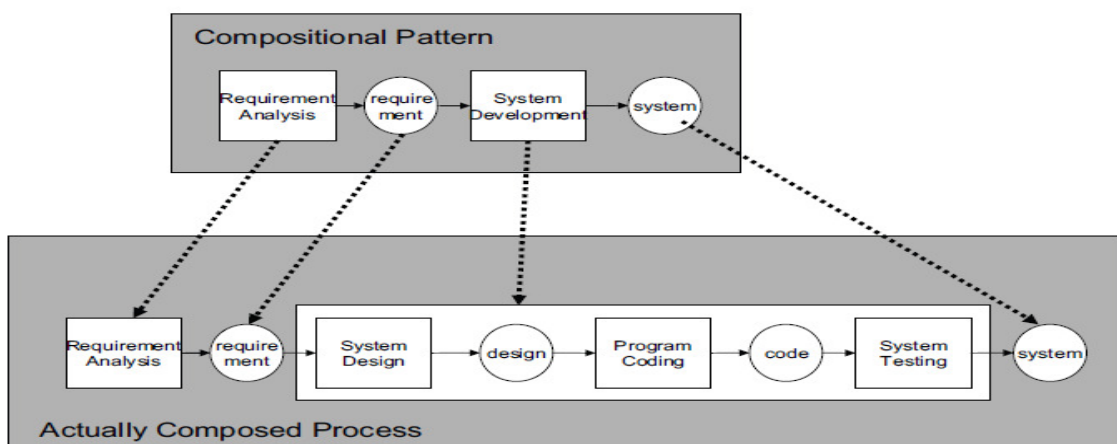 Compositional Pattern
Requirement
Analysis
require
ment
System
Development
system
Requirement
Analysis
require
ment
System
Design
design
Program
Coding
code
System
Testing
system
Actually Composed Process